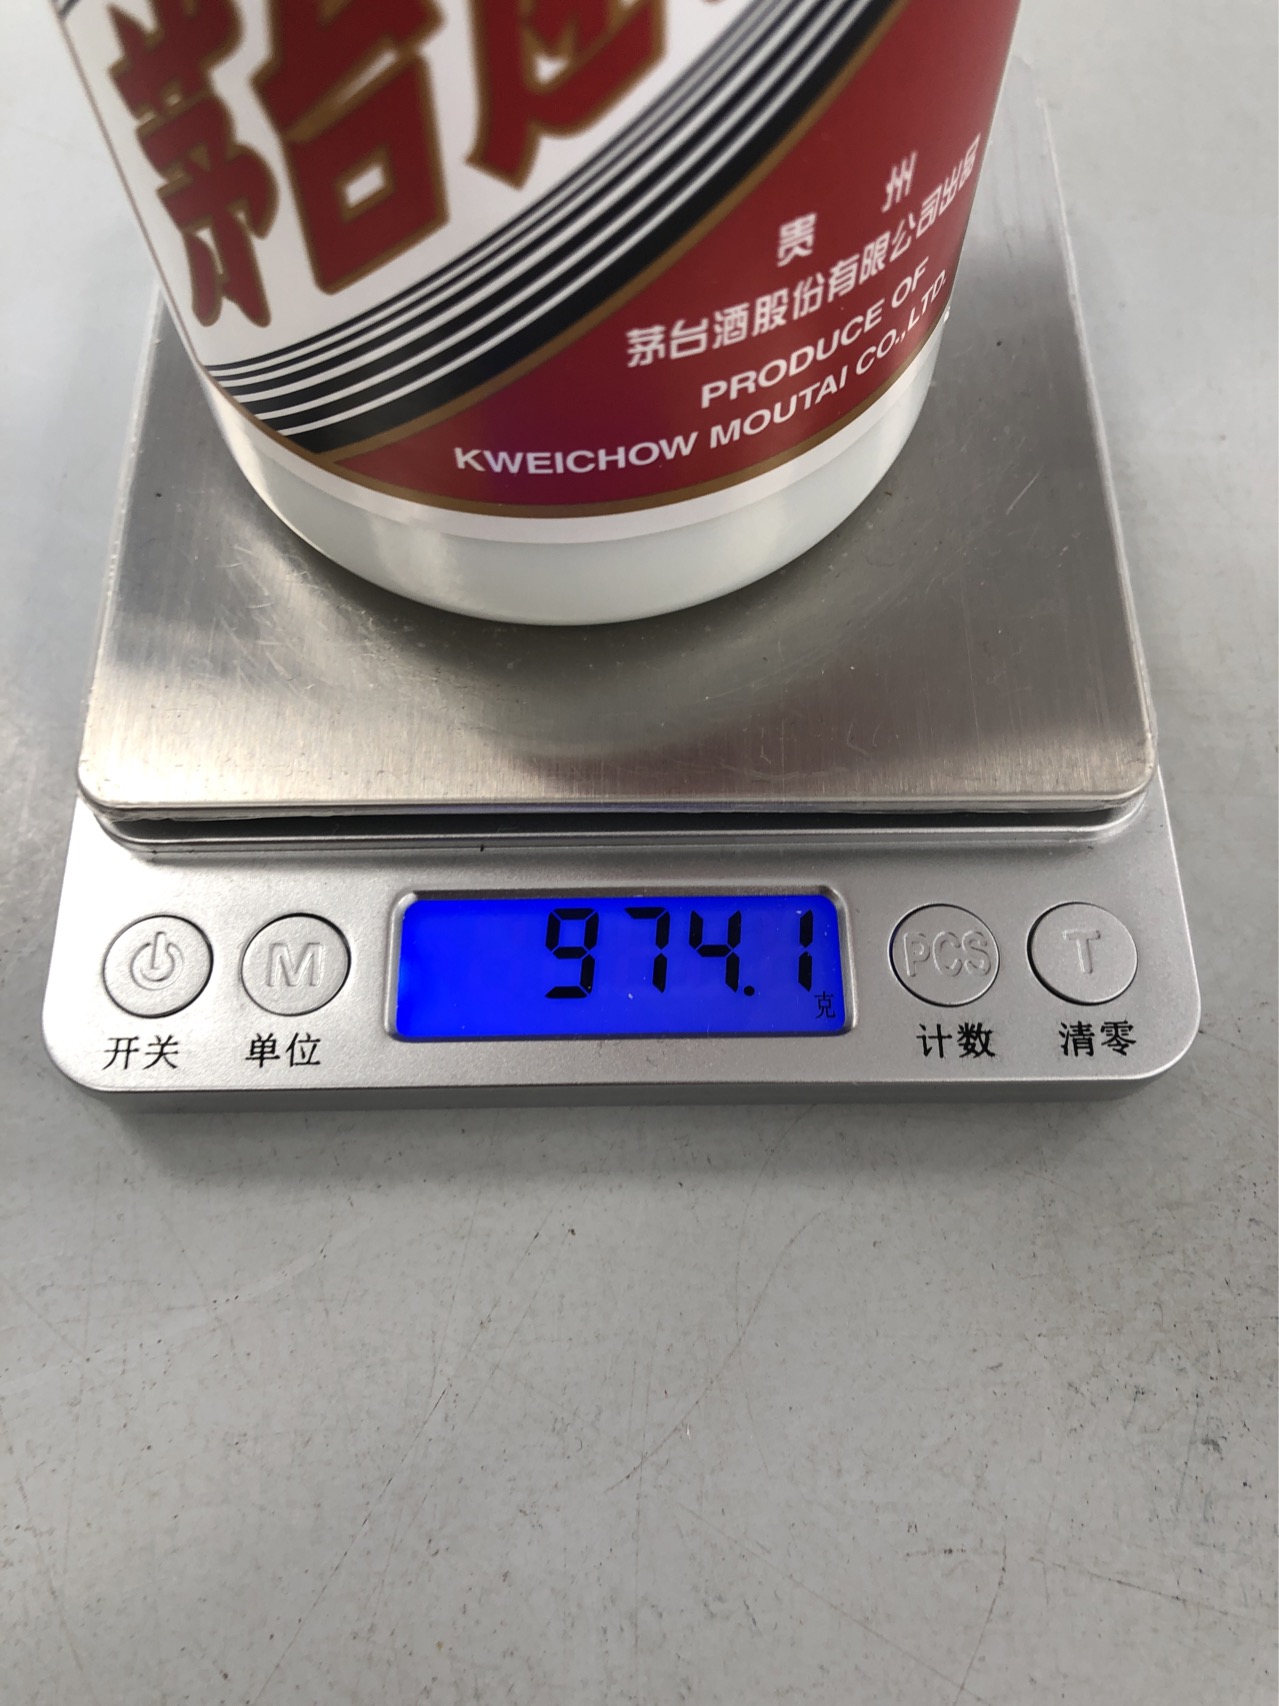 茅台酒
贵州
茅台酒股份有限公司出品
PRODUCE OF
KWEICHOW MOUTAI CO.,LTD.
974.1
克
M
PCS
T
开关
单位
计数
清零